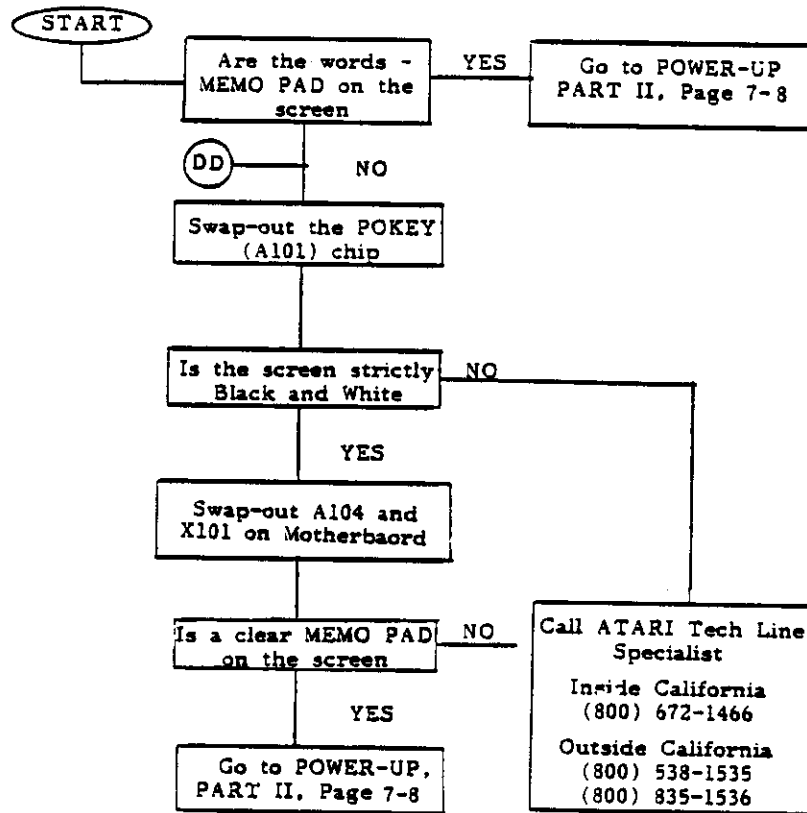 START
Are the words -
MEMO PAD on the
screen
YES
Go to POWER-UP
PART II, Page 7-8
DD
NO
Swap-out the POKEY
(A101) chip
Is the screen strictly
Black and White
NO
YES
Swap-out A104 and
X101 on Motherbaord
Is a clear MEMO PAD
on the screen
NO
YES
Go to POWER-UP,
PART II, Page 7-8
Call ATARI Tech Line
Specialist
Inside California
(800) 672-1466
Outside California
(800) 538-1535
(800) 835-1536